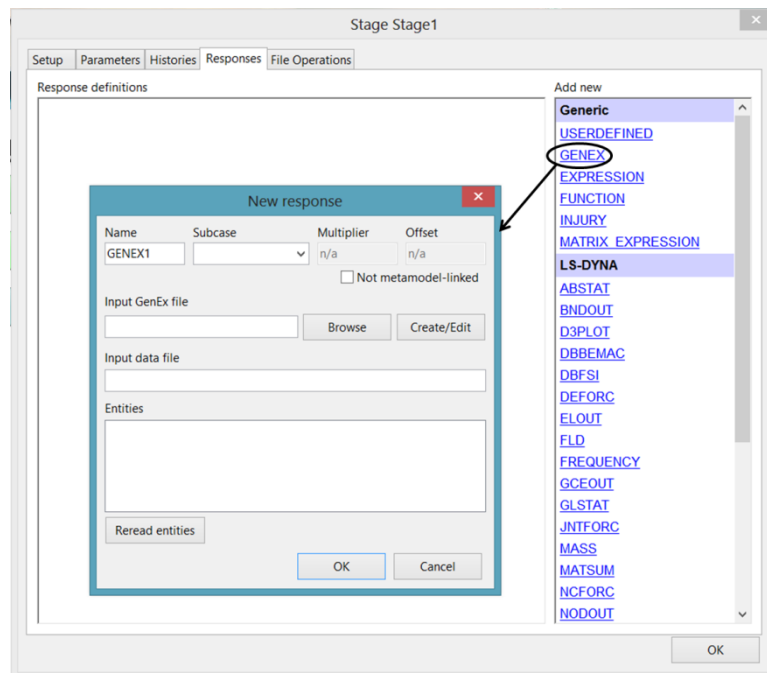 Stage Stage1
Setup Parameters Histories Responses File Operations
Response definitions
Add new
Generic
USERDEFINED
GENEX
EXPRESSION
FUNCTION
INJURY
MATRIX_EXPRESSION
LS-DYNA
ABSTAT
BNDOUT
D3PLOT
DBBEMAC
DBFSI
DEFORC
ELOUT
FLD
FREQUENCY
GCEOUT
GLSTAT
JNTFORC
MASS
MATSUM
NCFORC
NODOUT
New response
Name Subcase Multiplier Offset
GENEX1 n/a n/a
Not metamodel-linked
Input GenEx file
Browse Create/Edit
Input data file
Entities
Reread entities
OK Cancel
OK